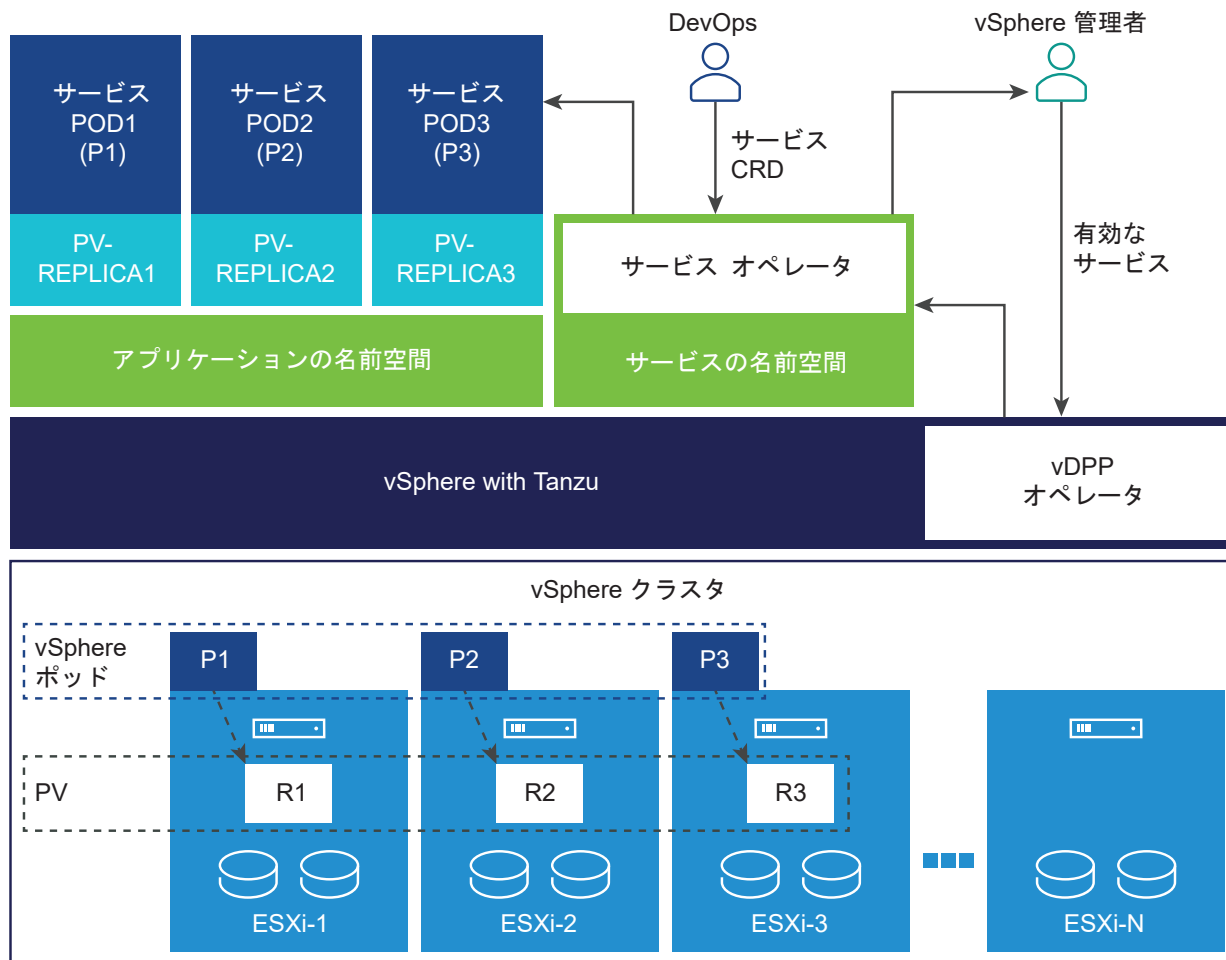 DevOps
vSphere 管理者
サービス
POD1
(P1)
サービス
POD2
(P2)
サービス
POD3
(P3)
サービス
CRD
PV-
REPLICA1
PV-
REPLICA2
PV-
REPLICA3
サービス オペレータ
有効な
サービス
アプリケーションの名前空間
サービスの名前空間
vSphere with Tanzu
vDPP
オペレータ
vSphere クラスタ
vSphere
ポッド
P1
P2
P3
PV
R1
R2
R3
ESXi-1
ESXi-2
ESXi-3
ESXi-N